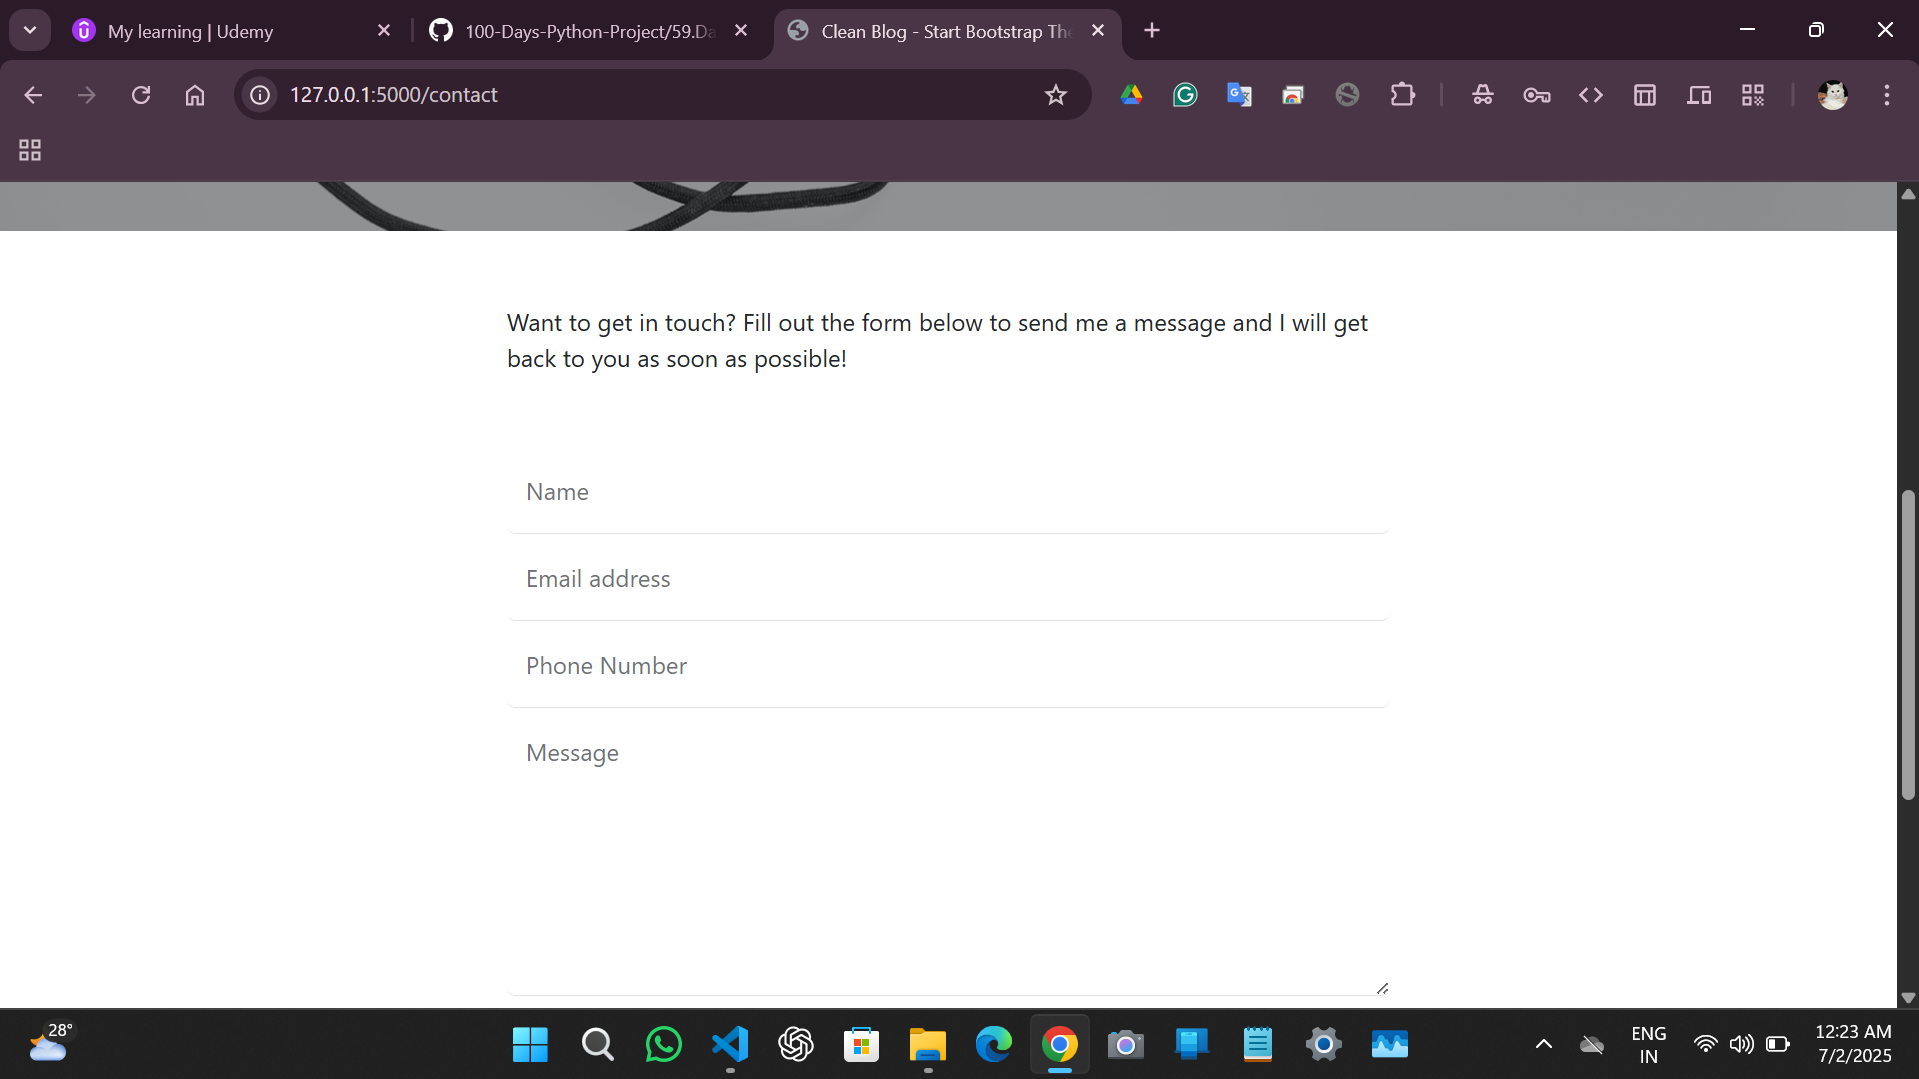 My learning | Udemy
100-Days-Python-Project/59.Da
Clean Blog - Start Bootstrap The
127.0.0.1:5000/contact
Want to get in touch? Fill out the form below to send me a message and I will get
back to you as soon as possible!
Name
Email address
Phone Number
Message
28°
ENG
IN
12:23 AM
7/2/2025